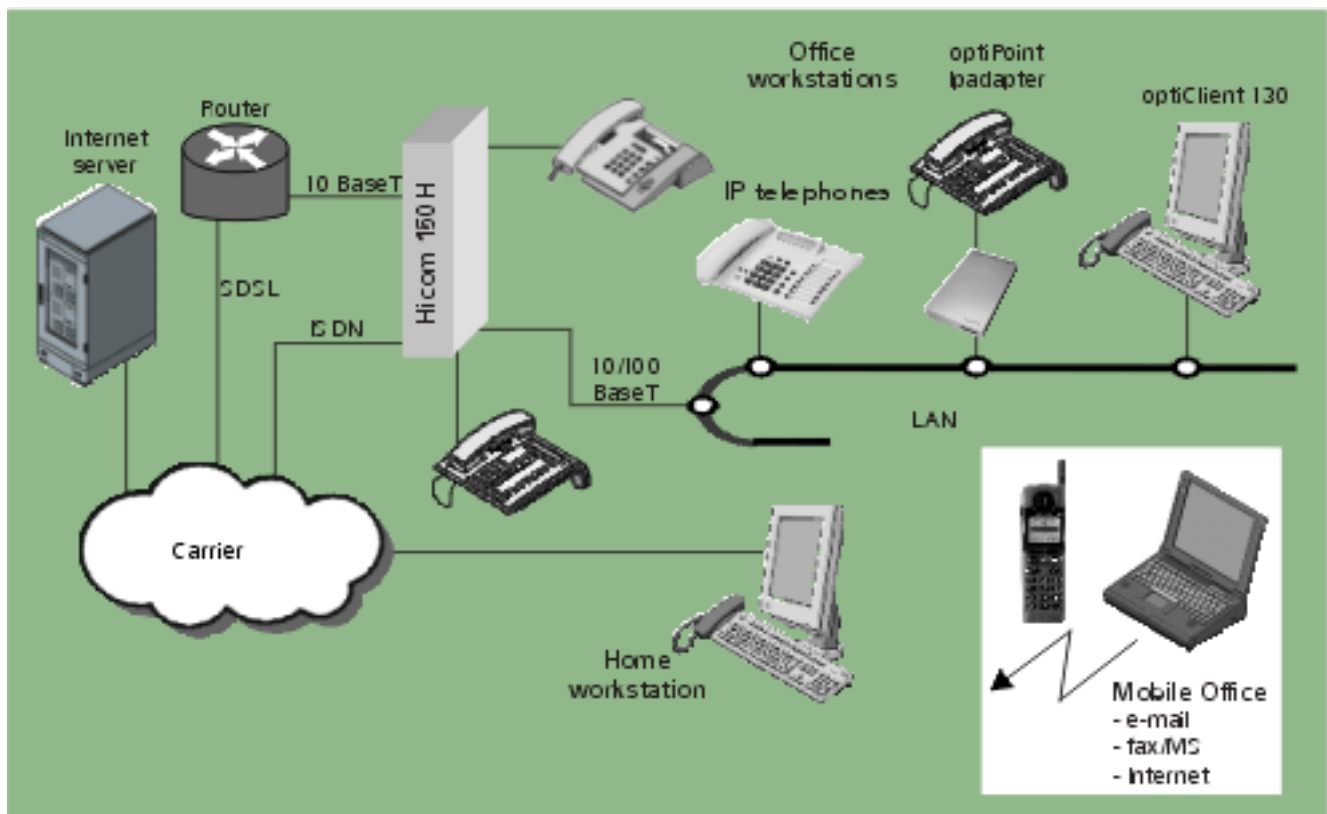 Office
workstations
optiPoint
Ipadapter
optiClient 130
Router
Internet
server
10 BaseT
Hicom 150 H
IP telephones
SDSL
ISDN
10/100
BaseT
LAN
Carrier
Home
workstation
Mobile Office
- e-mail
- fax/MS
- Internet